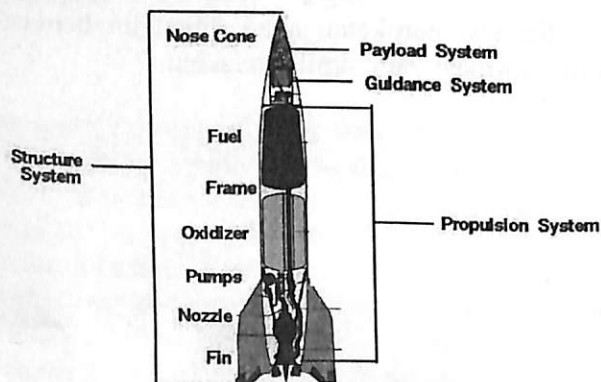 Nose Cone
Payload System
Guidance System
Fuel
Structure
System
Frame
Propulsion System
Oxidizer
Pumps
Nozzle
Fin